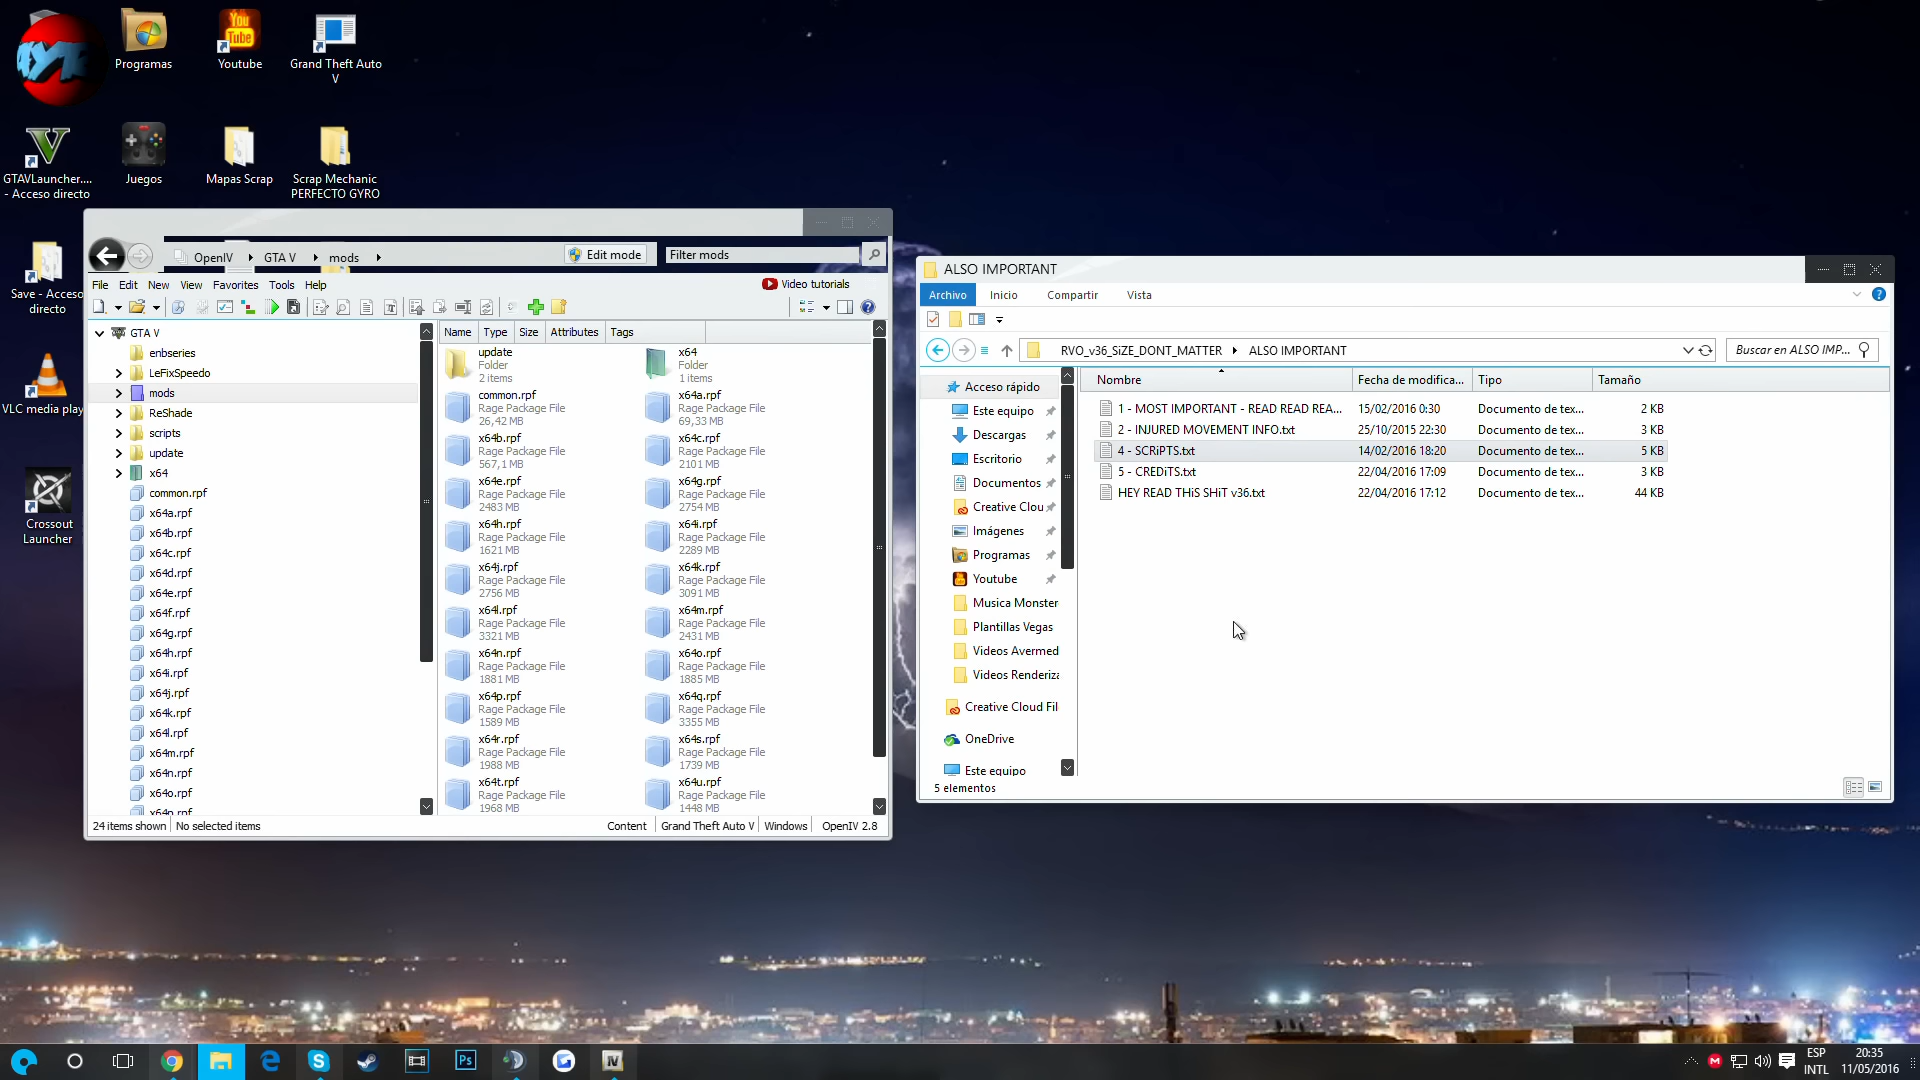 Programas
Youtube
Grand Theft Auto
V
GTAVLauncher....
- Acceso directo
Juegos
Mapas Scrap
Scrap Mechanic
PERFECTO GYRO
Save - Acceso
directo
VLC media play
Crossout
Launcher
OpenIV
GTA V
mods
Edit mode
Filter mods
File
Edit
New
View
Favorites
Tools
Help
Video tutorials
GTA V
enbseries
LeFixSpeedo
mods
ReShade
scripts
update
x64
common.rpf
x64a.rpf
x64b.rpf
x64c.rpf
x64d.rpf
x64e.rpf
x64f.rpf
x64g.rpf
x64h.rpf
x64i.rpf
x64j.rpf
x64k.rpf
x64l.rpf
x64m.rpf
x64n.rpf
x64o.rpf
x64p.rpf
Name
Type
Size
Attributes
Tags
update
Folder
2 items
x64
Folder
1 items
common.rpf
Rage Package File
26,42 MB
x64a.rpf
Rage Package File
69,33 MB
x64b.rpf
Rage Package File
567,1 MB
x64c.rpf
Rage Package File
2101 MB
x64e.rpf
Rage Package File
2483 MB
x64g.rpf
Rage Package File
2754 MB
x64h.rpf
Rage Package File
1621 MB
x64i.rpf
Rage Package File
2289 MB
x64j.rpf
Rage Package File
2756 MB
x64k.rpf
Rage Package File
3091 MB
x64l.rpf
Rage Package File
3321 MB
x64m.rpf
Rage Package File
2431 MB
x64n.rpf
Rage Package File
1881 MB
x64o.rpf
Rage Package File
1885 MB
x64p.rpf
Rage Package File
1589 MB
x64q.rpf
Rage Package File
3355 MB
x64r.rpf
Rage Package File
1988 MB
x64s.rpf
Rage Package File
1739 MB
x64t.rpf
Rage Package File
1968 MB
x64u.rpf
Rage Package File
1448 MB
24 items shown
No selected items
Content
Grand Theft Auto V
Windows
OpenIV 2.8
ALSO IMPORTANT
Archivo
Inicio
Compartir
Vista
RVO_v36_SiZE_DONT_MATTER
ALSO IMPORTANT
Buscar en ALSO IMP...
Acceso rápido
Este equipo
Descargas
Escritorio
Documentos
Creative Clou
Imágenes
Programas
Youtube
Musica Monster
Plantillas Vegas
Videos Avermed
Videos Renderiza
Creative Cloud Fil
OneDrive
Este equipo
Nombre
Fecha de modifica...
Tipo
Tamaño
1 - MOST IMPORTANT - READ READ REA...
15/02/2016 0:30
Documento de tex...
2 KB
2 - INJURED MOVEMENT INFO.txt
25/10/2015 22:30
Documento de tex...
3 KB
4 - SCRiPTS.txt
14/02/2016 18:20
Documento de tex...
5 KB
5 - CREDiTS.txt
22/04/2016 17:09
Documento de tex...
3 KB
HEY READ THiS SHiT v36.txt
22/04/2016 17:12
Documento de tex...
44 KB
5 elementos
ESP
INTL
20:35
11/05/2016